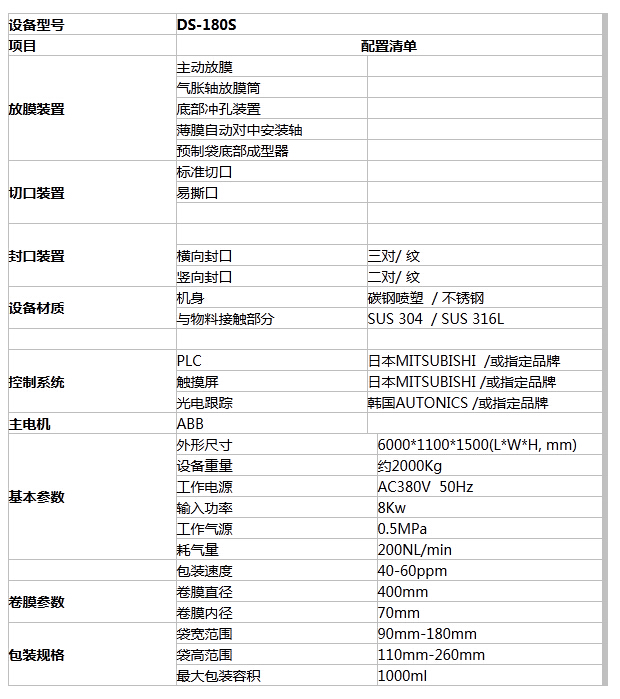 设备型号 DS-180S
项目 配置清单
放膜装置 主动放膜
气胀轴放膜筒
底部冲孔装置
薄膜自动对中安装轴
预制袋底部成型器
切口装置 标准切口
易撕口
封口装置 横向封口 三对/ 纹
竖向封口 二对/ 纹
设备材质 机身 碳钢喷塑 / 不锈钢
与物料接触部分 SUS 304 / SUS 316L
控制系统 PLC 日本MITSUBISHI /或指定品牌
触摸屏 日本MITSUBISHI /或指定品牌
光电跟踪 韩国AUTONICS /或指定品牌
主电机 ABB
基本参数 外形尺寸 6000*1100*1500(L*W*H, mm)
设备重量 约2000Kg
工作电源 AC380V 50Hz
输入功率 8Kw
工作气源 0.5MPa
耗气量 200NL/min
包装速度 40-60ppm
卷膜参数 卷膜直径 400mm
卷膜内径 70mm
包装规格 袋宽范围 90mm-180mm
袋高范围 110mm-260mm
最大包装容积 1000ml